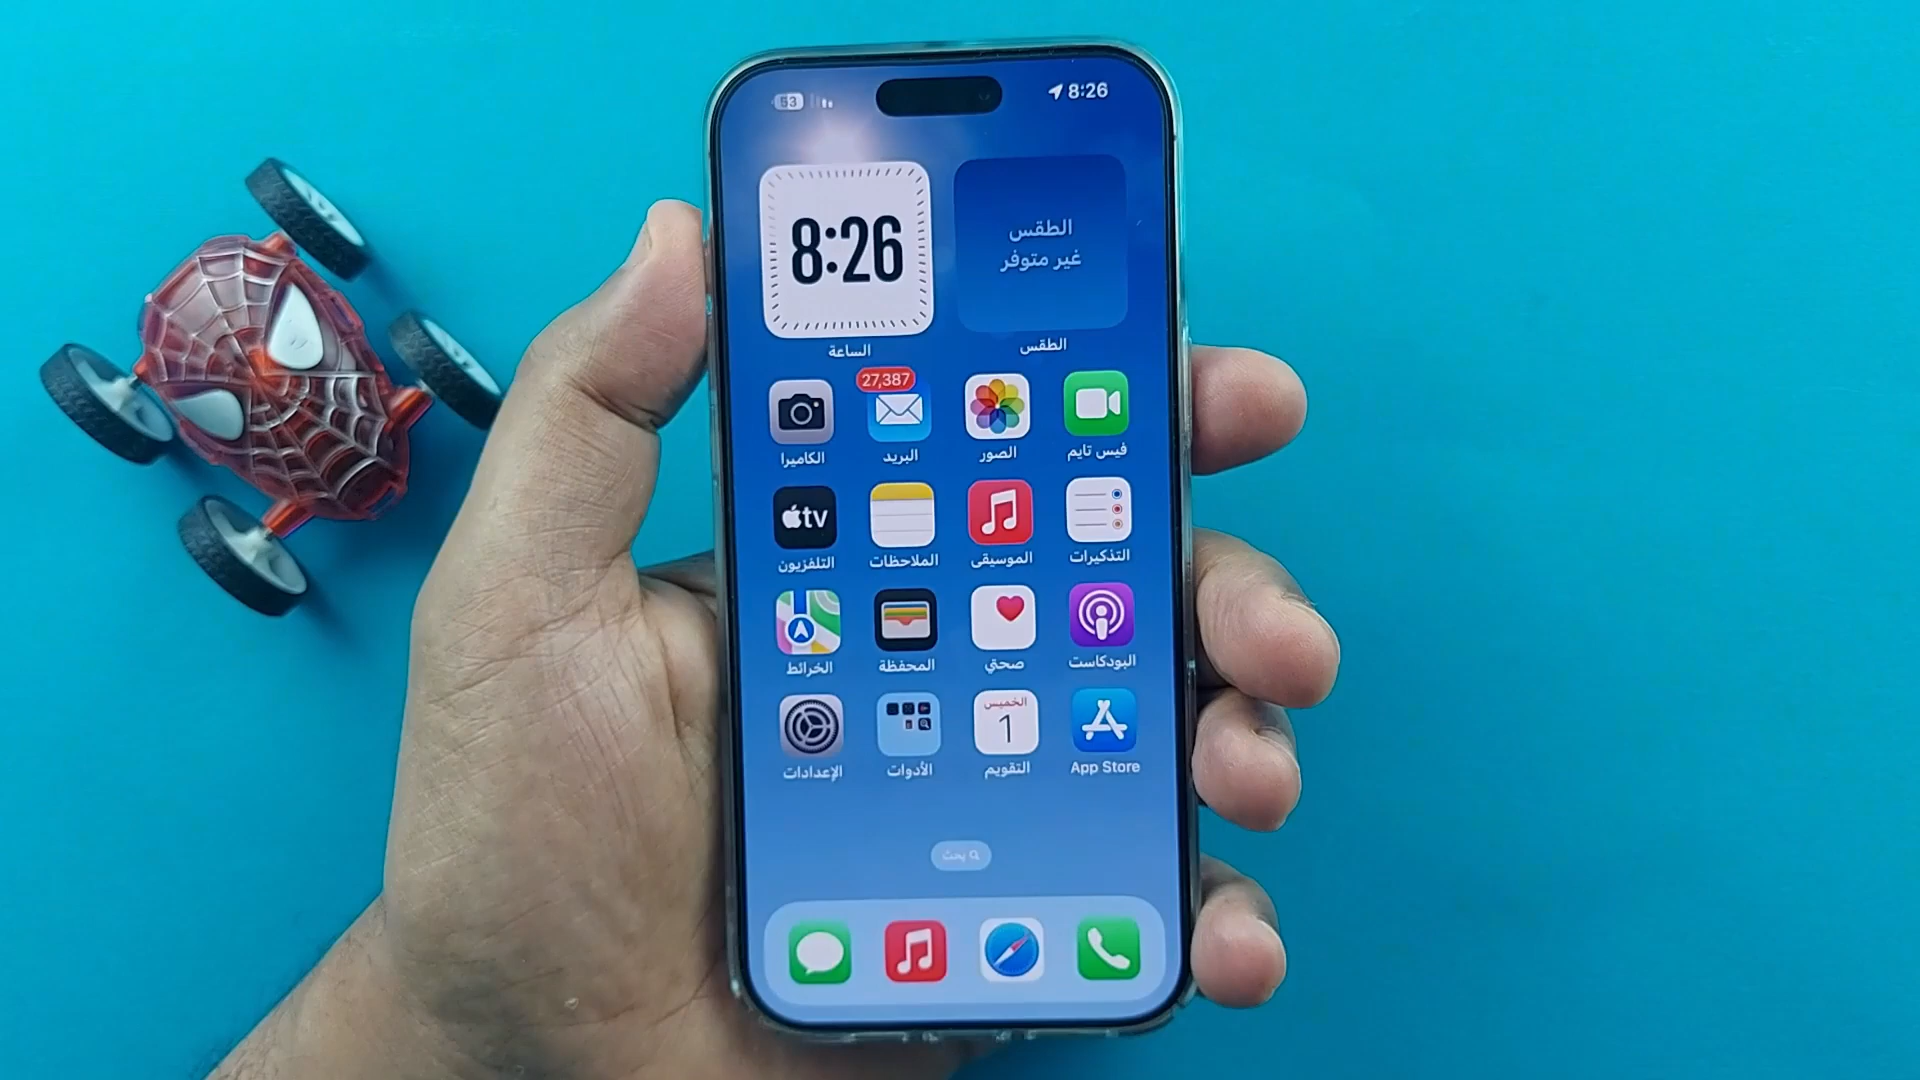 8:26
53
8:26
الطقس
غير متوفر
الطقس
الساعة
27,387
فيس تايم
الصور
البريد
الكاميرا
tv
التذكيرات
الموسيقى
الملاحظات
التلفزيون
البودكاست
صحتي
المحفظة
الخرائط
الخميس
1
App Store
التقويم
الأدوات
الإعدادات
بحث